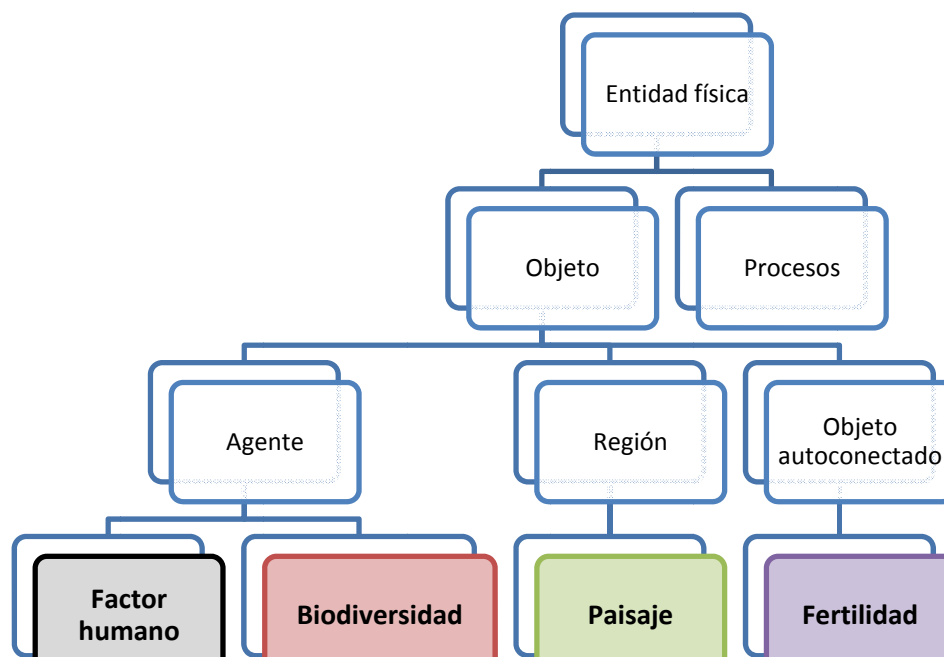 Entidad física
Objeto
Procesos
Agente
Región
Objeto
autoconectado
Factor
humano
Biodiversidad
Paisaje
Fertilidad